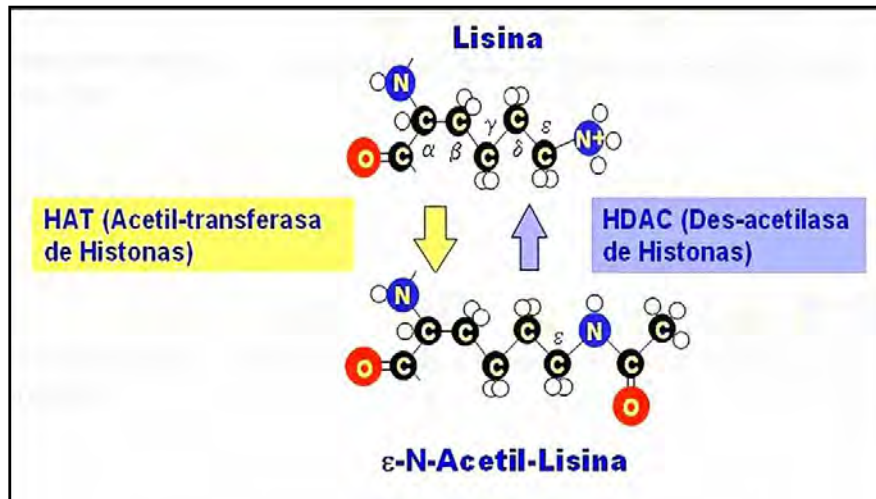 Lisina
N
C C γ C ε N+
O C α β C δ C
HAT (Acetil-transferasa
de Histonas)
HDAC (Des-acetilasa
de Histonas)
N N
C C C ε C
O C C C C
O
ε-N-Acetil-Lisina